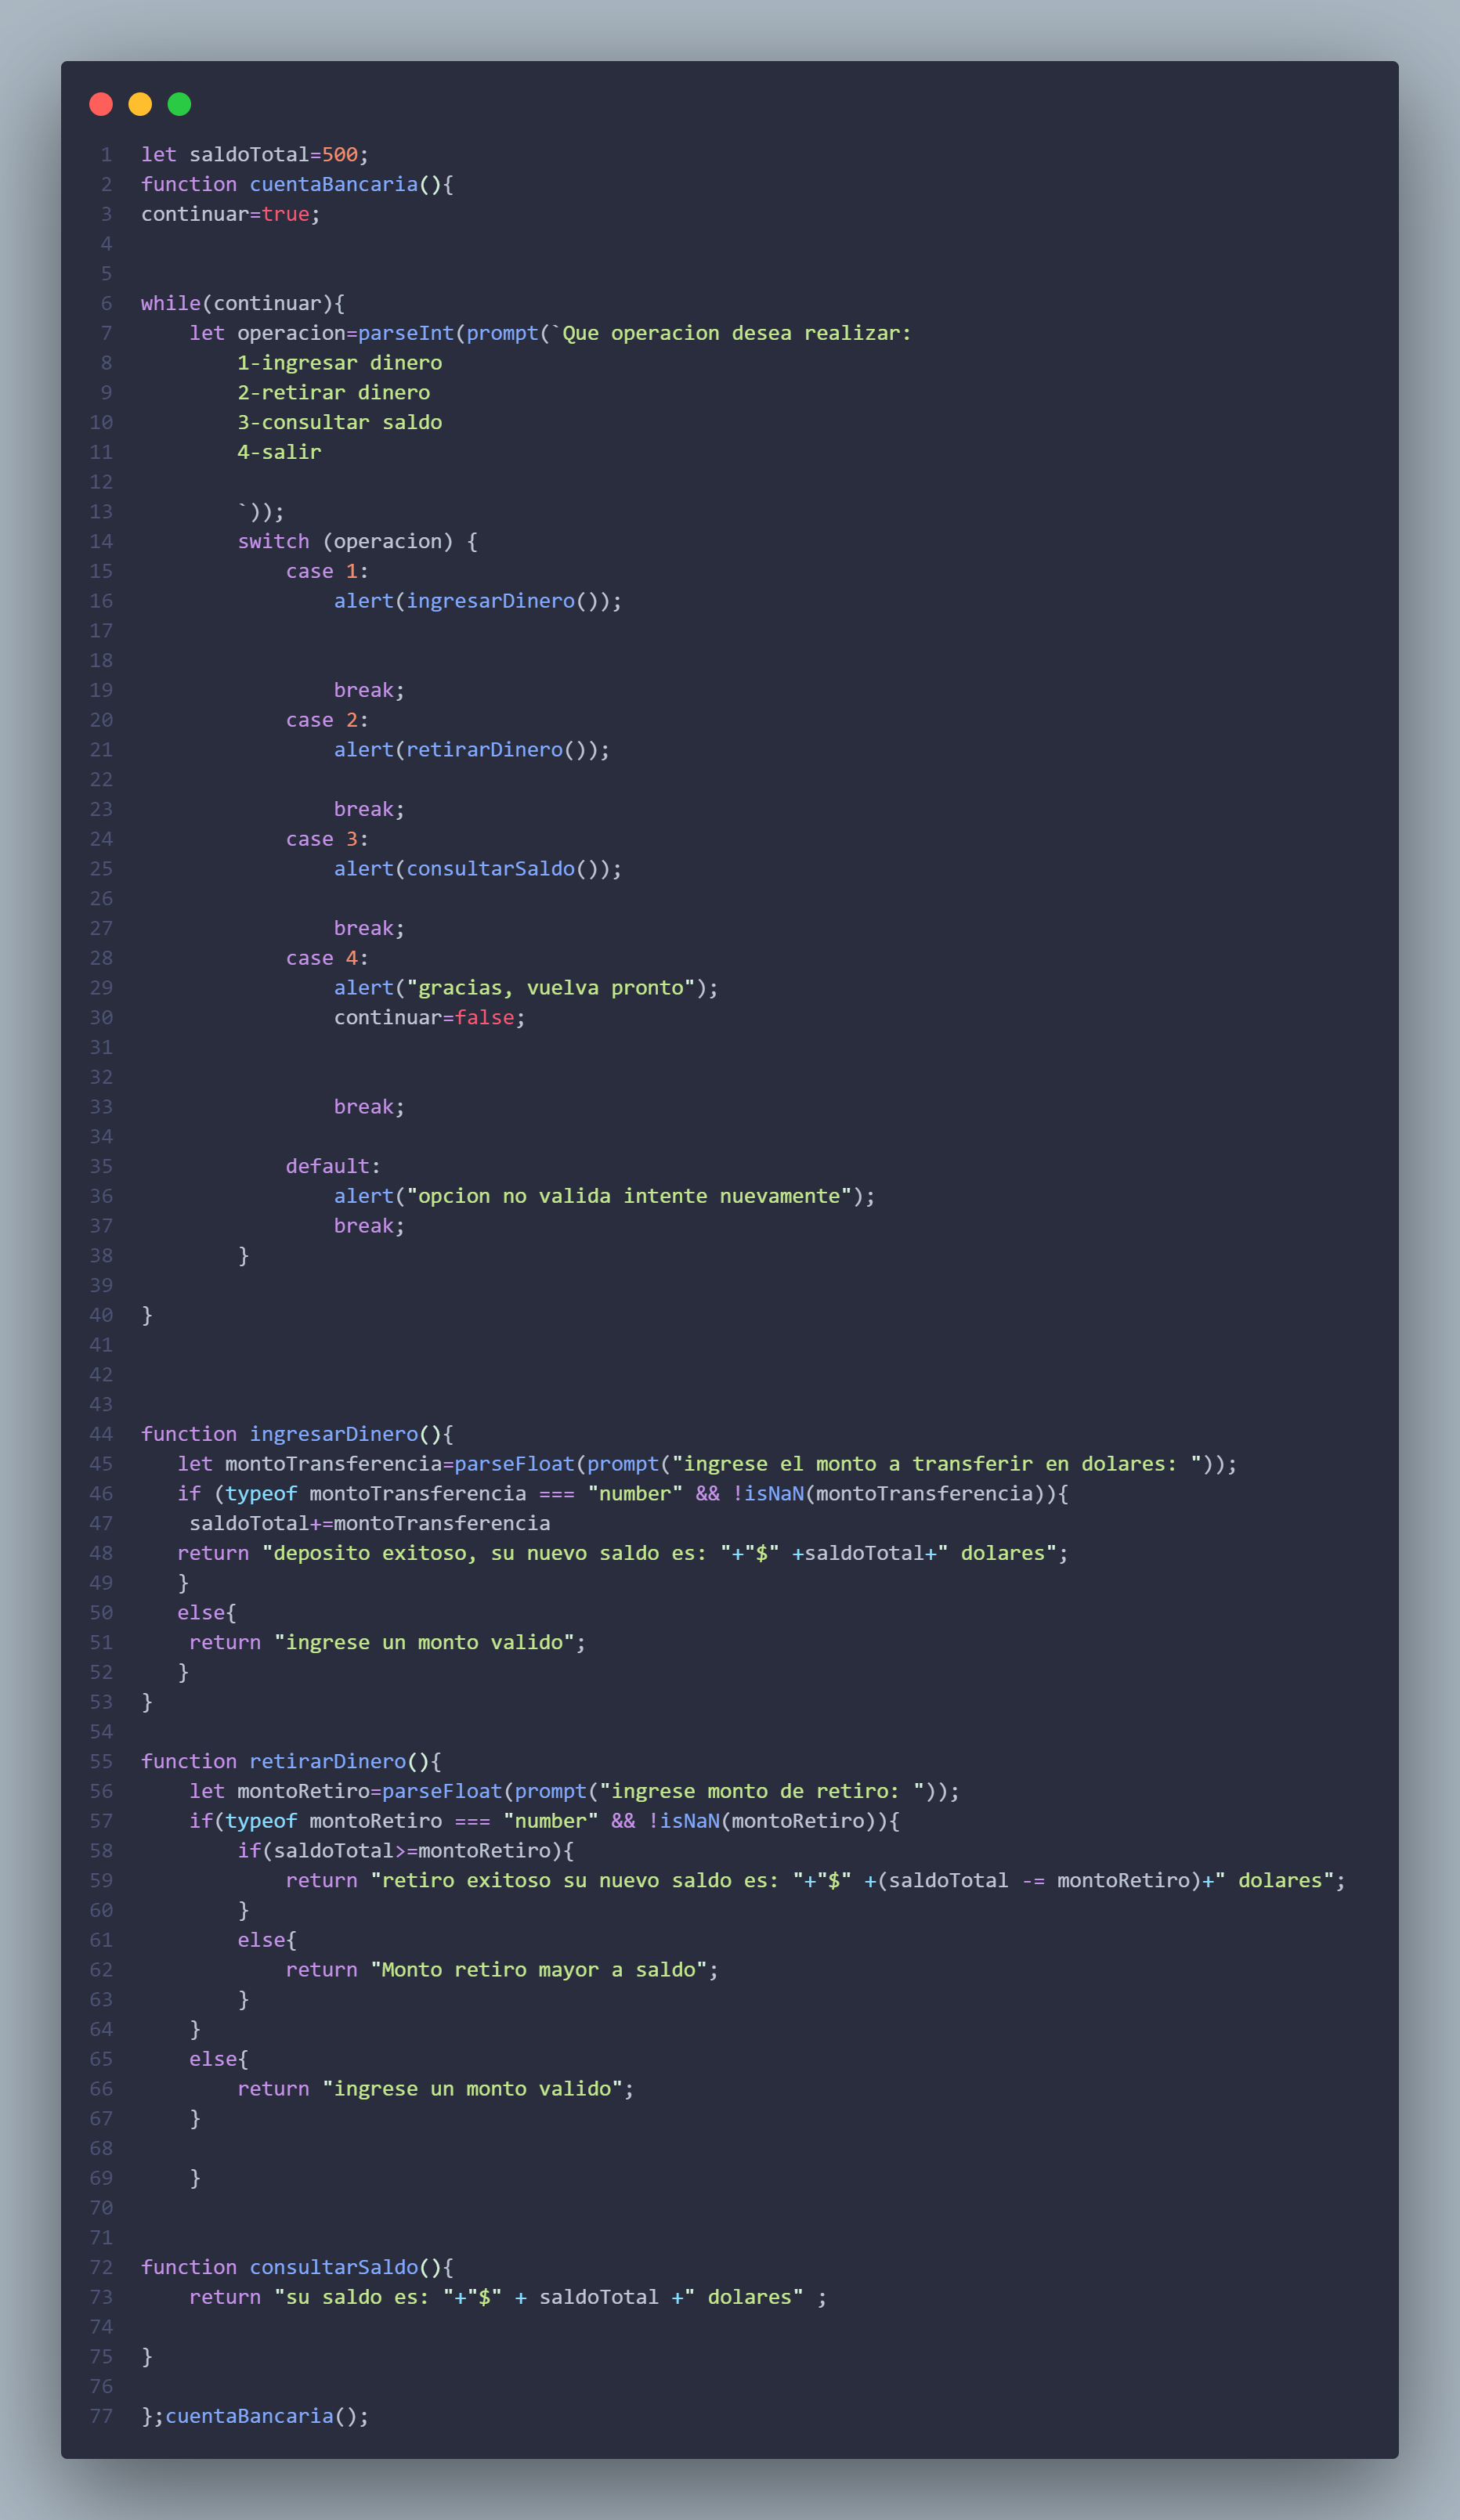 1 let saldoTotal=500;
2 function cuentaBancaria(){
3 continuar=true;
4
5
6 while(continuar){
7     let operacion=parseInt(prompt(`Que operacion desea realizar:
8         1-ingresar dinero
9         2-retirar dinero
10         3-consultar saldo
11         4-salir
12
13         `));
14         switch (operacion) {
15             case 1:
16                 alert(ingresarDinero());
17
18
19                 break;
20             case 2:
21                 alert(retirarDinero());
22
23                 break;
24             case 3:
25                 alert(consultarSaldo());
26
27                 break;
28             case 4:
29                 alert("gracias, vuelva pronto");
30                 continuar=false;
31
32
33                 break;
34
35             default:
36                 alert("opcion no valida intente nuevamente");
37                 break;
38         }
39
40 }
41
42
43
44 function ingresarDinero(){
45    let montoTransferencia=parseFloat(prompt("ingrese el monto a transferir en dolares: "));
46    if (typeof montoTransferencia === "number" && !isNaN(montoTransferencia)){
47     saldoTotal+=montoTransferencia
48    return "deposito exitoso, su nuevo saldo es: "+"$" +saldoTotal+" dolares";
49    }
50    else{
51     return "ingrese un monto valido";
52    }
53 }
54
55 function retirarDinero(){
56     let montoRetiro=parseFloat(prompt("ingrese monto de retiro: "));
57     if(typeof montoRetiro === "number" && !isNaN(montoRetiro)){
58         if(saldoTotal>=montoRetiro){
59             return "retiro exitoso su nuevo saldo es: "+"$" +(saldoTotal -= montoRetiro)+" dolares";
60         }
61         else{
62             return "Monto retiro mayor a saldo";
63         }
64     }
65     else{
66         return "ingrese un monto valido";
67     }
68
69     }
70
71
72 function consultarSaldo(){
73     return "su saldo es: "+"$" + saldoTotal +" dolares" ;
74
75 }
76
77 };cuentaBancaria();